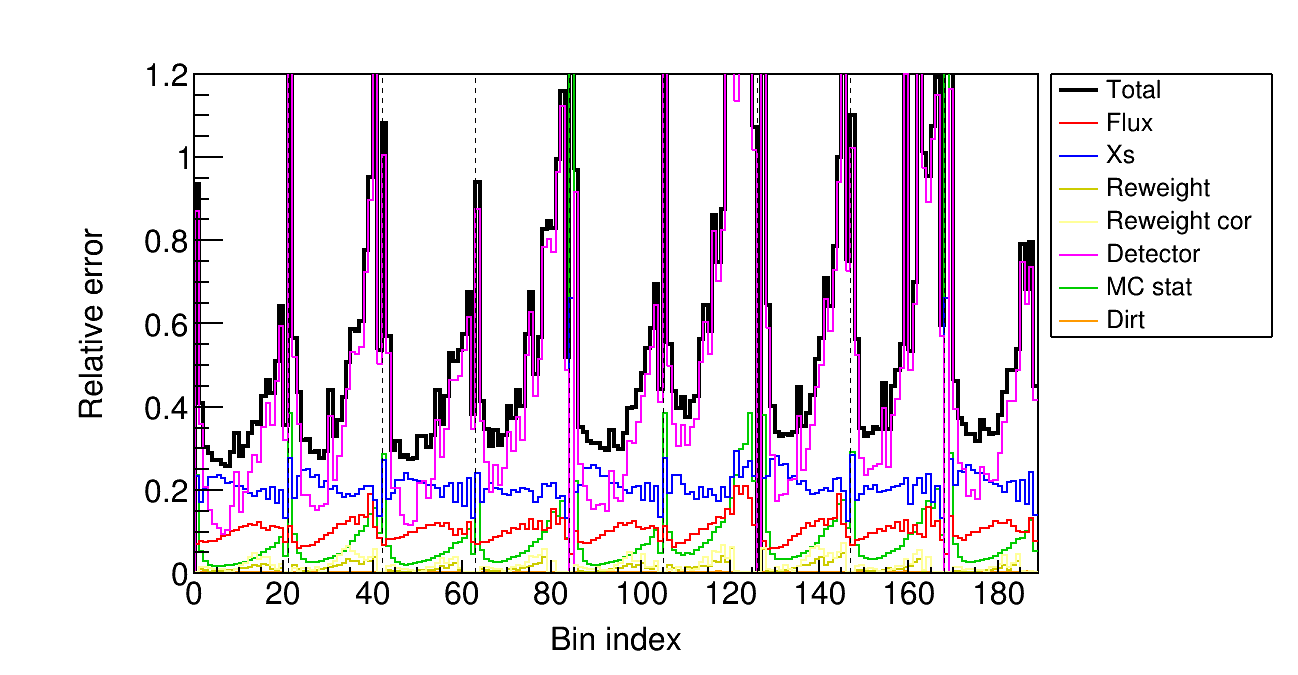 1.2
1
0.8
0.6
0.4
0.2
0
Relative error
0 20 40 60 80 100 120 140 160 180
Bin index
Total
Flux
Xs
Reweight
Reweight cor
Detector
MC stat
Dirt